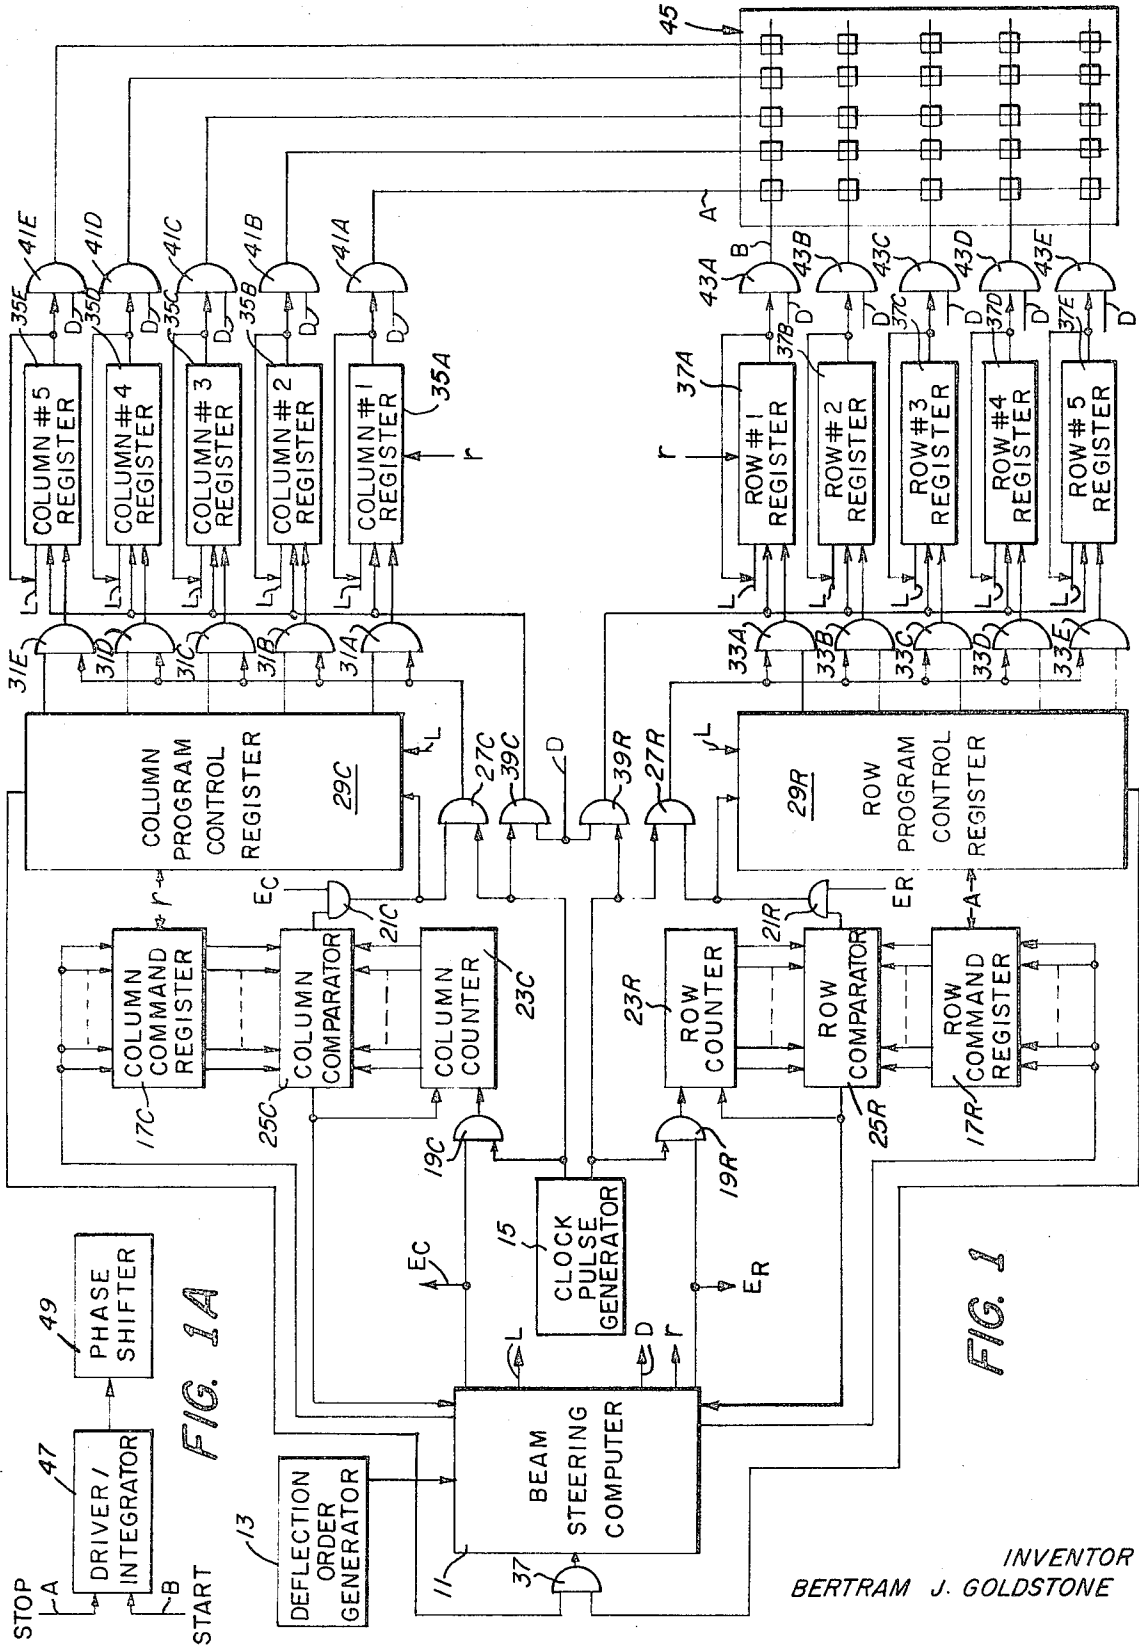 STOP
A
B
START
47
DRIVER/
INTEGRATOR
49
PHASE
SHIFTER
FIG. 1A
13
DEFLECTION
ORDER
GENERATOR
11
37
BEAM
STEERING
COMPUTER
L
D
r
EC
ER
15
CLOCK
PULSE
GENERATOR
19C
19R
17C
COLUMN
COMMAND
REGISTER
25C
COLUMN
COMPARATOR
COLUMN
COUNTER
23C
21C
EC
r
23R
ROW
COUNTER
ROW
COMPARATOR
25R
21R
ER
ROW
COMMAND
REGISTER
17R
A
COLUMN
PROGRAM
CONTROL
REGISTER
29C
L
27C
39C
D
39R
27R
L
29R
ROW
PROGRAM
CONTROL
REGISTER
31E
31D
31C
31B
31A
33A
33B
33C
33D
33E
L
L
L
L
L
COLUMN #5
REGISTER
COLUMN #4
REGISTER
COLUMN #3
REGISTER
COLUMN #2
REGISTER
COLUMN #1
REGISTER
35E
35D
35C
35B
35A
r
r
L
L
L
L
L
ROW #1
REGISTER
ROW #2
REGISTER
ROW #3
REGISTER
ROW #4
REGISTER
ROW #5
REGISTER
37A
37B
37C
37D
37E
41E
41D
41C
41B
41A
D
D
D
D
D
43A
43B
43C
43D
43E
D
D
D
D
D
A
B
45
FIG. 1
INVENTOR
BERTRAM J. GOLDSTONE